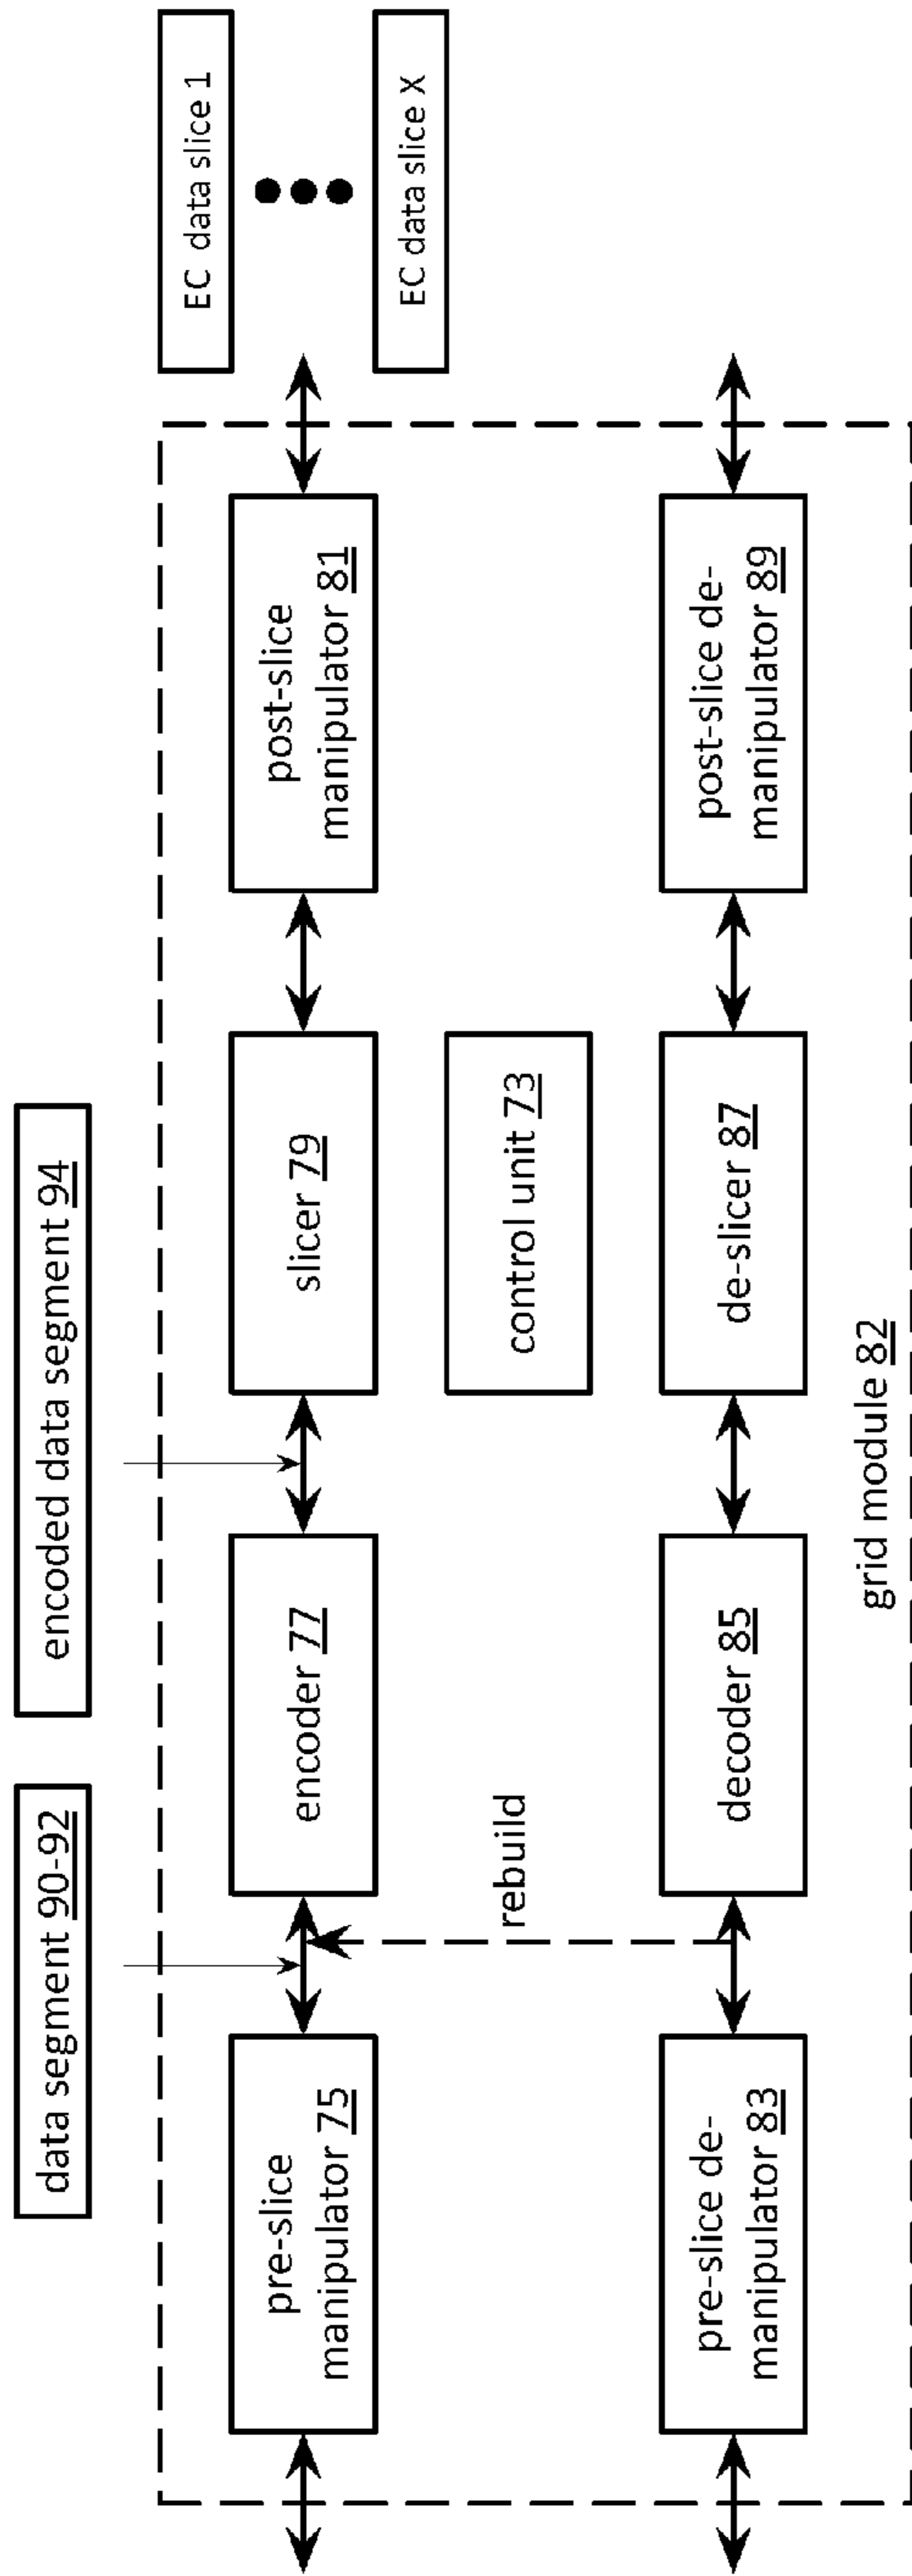 data segment 90-92
encoded data segment 94
pre-slice
manipulator 75
encoder 77
slicer 79
post-slice
manipulator 81
EC data slice 1
EC data slice X
rebuild
control unit 73
pre-slice de-
manipulator 83
decoder 85
de-slicer 87
post-slice de-
manipulator 89
grid module 82